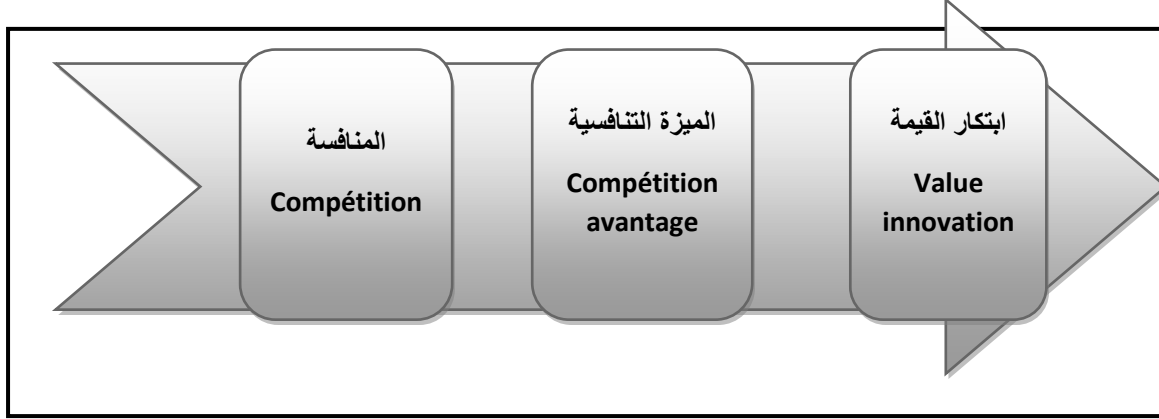 المنافسة
Compétition
الميزة التنافسية
Compétition
avantage
ابتكار القيمة
Value
innovation